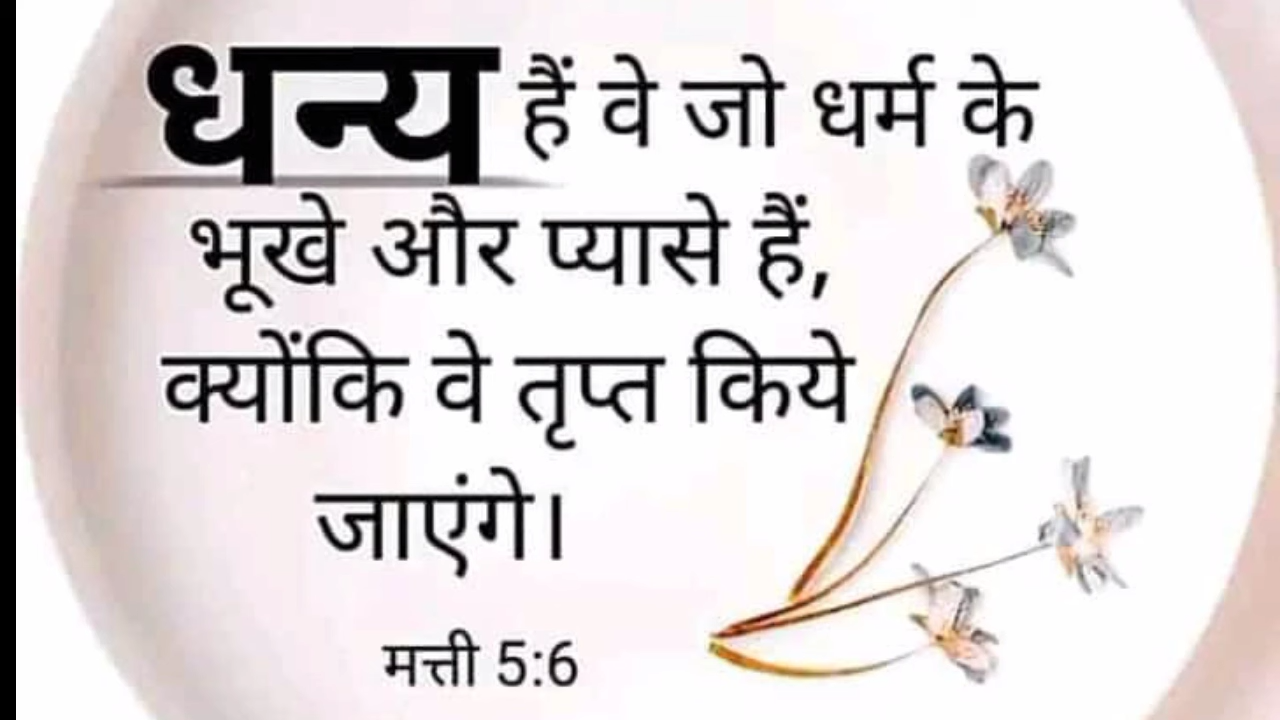 धन्य हैं वे जो धर्म के
भूखे और प्यासे हैं,
क्योंकि वे तृप्त किये
जाएंगे।
मत्ती 5:6